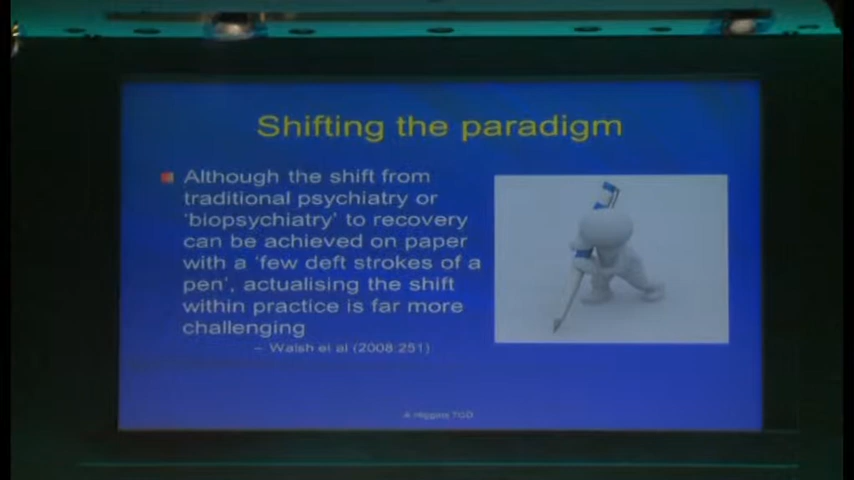 Shifting the paradigm
Although the shift from
traditional psychiatry or
'biopsychiatry' to recovery
can be achieved on paper
with a 'few deft strokes of a
pen', actualising the shift
within practice is far more
challenging
– Walsh et al (2008:251)
A Higgins TCD